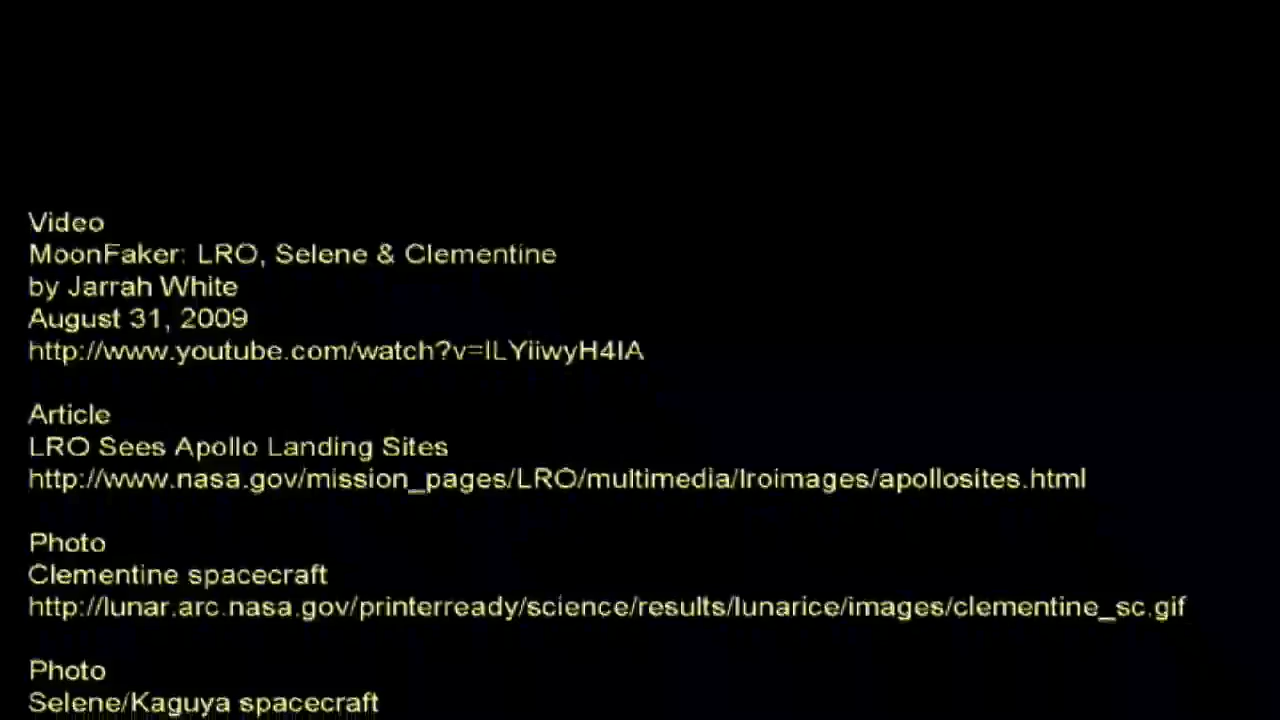 Video
MoonFaker: LRO, Selene & Clementine
by Jarrah White
August 31, 2009
http://www.youtube.com/watch?v=ILYiiwyH4IA
Article
LRO Sees Apollo Landing Sites
http://www.nasa.gov/mission_pages/LRO/multimedia/lroimages/apollosites.html
Photo
Clementine spacecraft
http://lunar.arc.nasa.gov/printerready/science/results/lunarice/images/clementine_sc.gif
Photo
Selene/Kaguya spacecraft